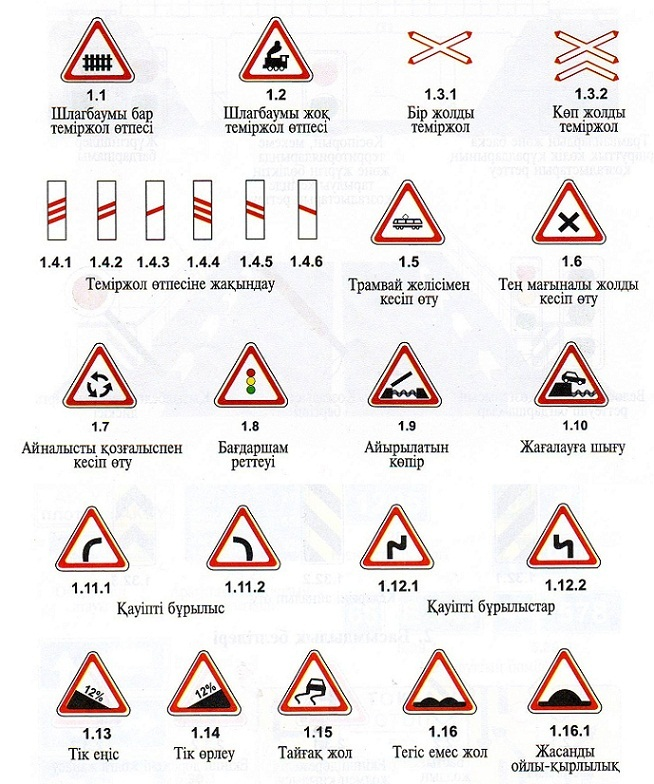 1.1 1.2 1.3.1 1.3.2
Шлагбаумы бар теміржол өтпесі
Шлагбаумы жоқ теміржол өтпесі
Бір жолды теміржол
Көп жолды теміржол
1.4.1 1.4.2 1.4.3 1.4.4 1.4.5 1.4.6 1.5 1.6
Теміржол өтпесіне жақындау
Трамвай желісімен кесіп өту
Тең мағыналы жолды кесіп өту
1.7 1.8 1.9 1.10
Айналысты қозғалыспен кесіп өту
Бағдаршам реттеуі
Айырылатын көпір
Жағалауға шығу
1.11.1 1.11.2 1.12.1 1.12.2
Қауіпті бұрылыс
Қауіпті бұрылыстар
12% 12%
1.13 1.14 1.15 1.16 1.16.1
Тік еңіс
Тік өрлеу
Тайғақ жол
Тегіс емес жол
Жасанды ойлы-қырлылық